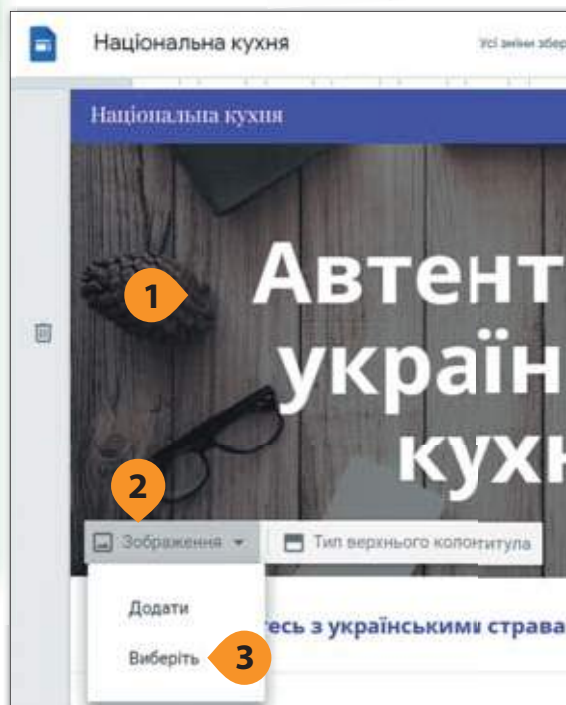 Національна кухня
Усі зміни збер
Національна кухня
1
Автент
україн
кухн
2
Зображення
Тип верхнього колонтитула
Додати
Виберіть
3
тесь з українськими страва